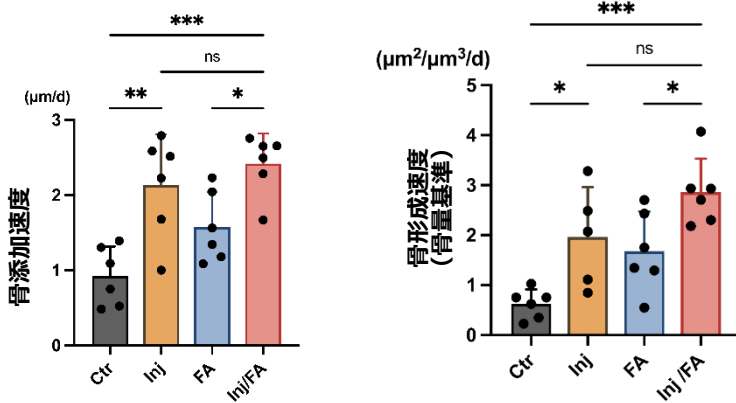 ***
ns
(μm/d)
**
*
3
2
1
0
骨添加速度
Ctr
Inj
FA
Inj/FA
***
ns
(μm²/μm³/d)
*
*
5
4
3
2
1
0
骨形成速度
(骨量基準)
Ctr
Inj
FA
Inj /FA